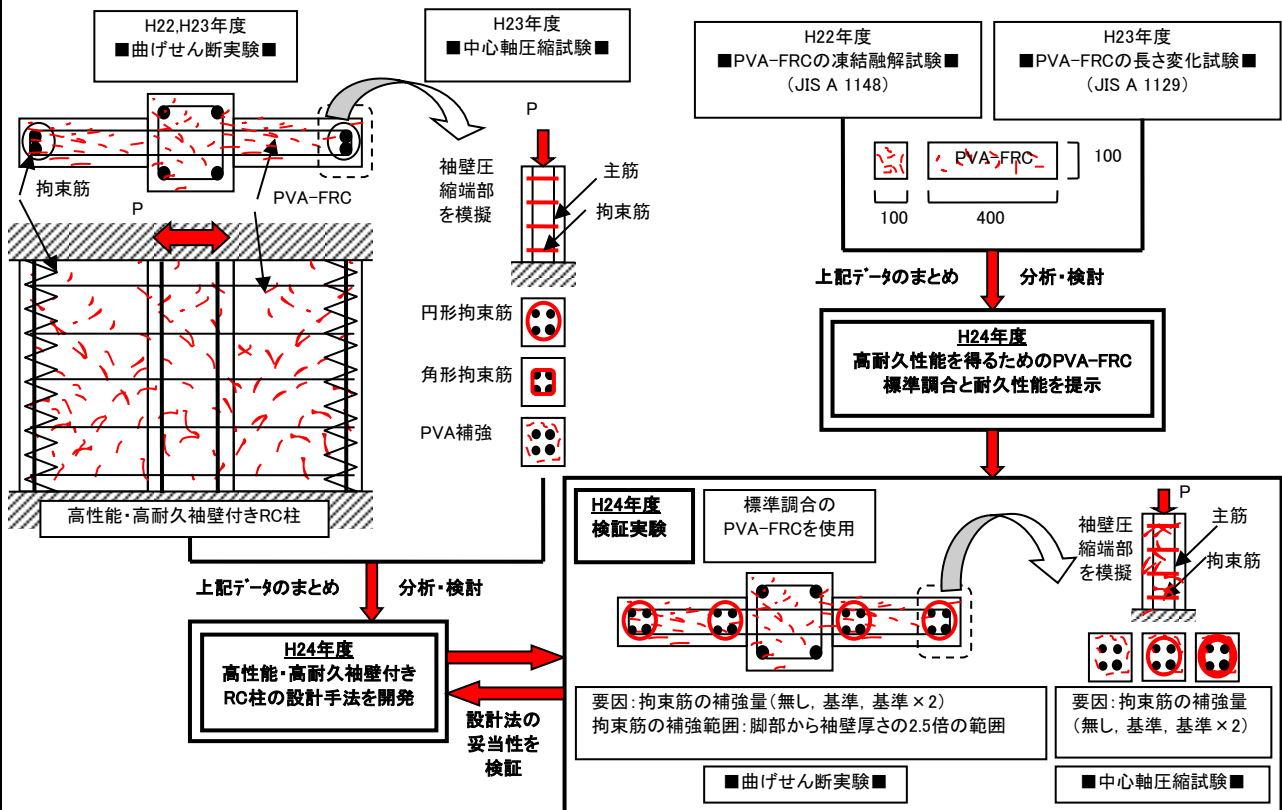 H22,H23年度
■曲げせん断実験■
H23年度
■中心軸圧縮試験■
H22年度
■PVA-FRCの凍結融解試験■
(JIS A 1148)
H23年度
■PVA-FRCの長さ変化試験■
(JIS A 1129)
拘束筋
P
PVA-FRC
高性能・高耐久袖壁付きRC柱
P
袖壁圧
縮端部
を模擬
主筋
拘束筋
円形拘束筋
角形拘束筋
PVA補強
PVA-FRC
100
100
400
上記データのまとめ
分析・検討
H24年度
高耐久性能を得るためのPVA-FRC
標準調合と耐久性能を提示
上記データのまとめ
分析・検討
H24年度
高性能・高耐久袖壁付き
RC柱の設計手法を開発
設計法の
妥当性を
検証
H24年度
検証実験
標準調合の
PVA-FRCを使用
P
袖壁圧
縮端部
を模擬
主筋
拘束筋
要因:拘束筋の補強量(無し, 基準, 基準×2)
拘束筋の補強範囲:脚部から袖壁厚さの2.5倍の範囲
■曲げせん断実験■
要因:拘束筋の補強量
(無し, 基準, 基準×2)
■中心軸圧縮試験■